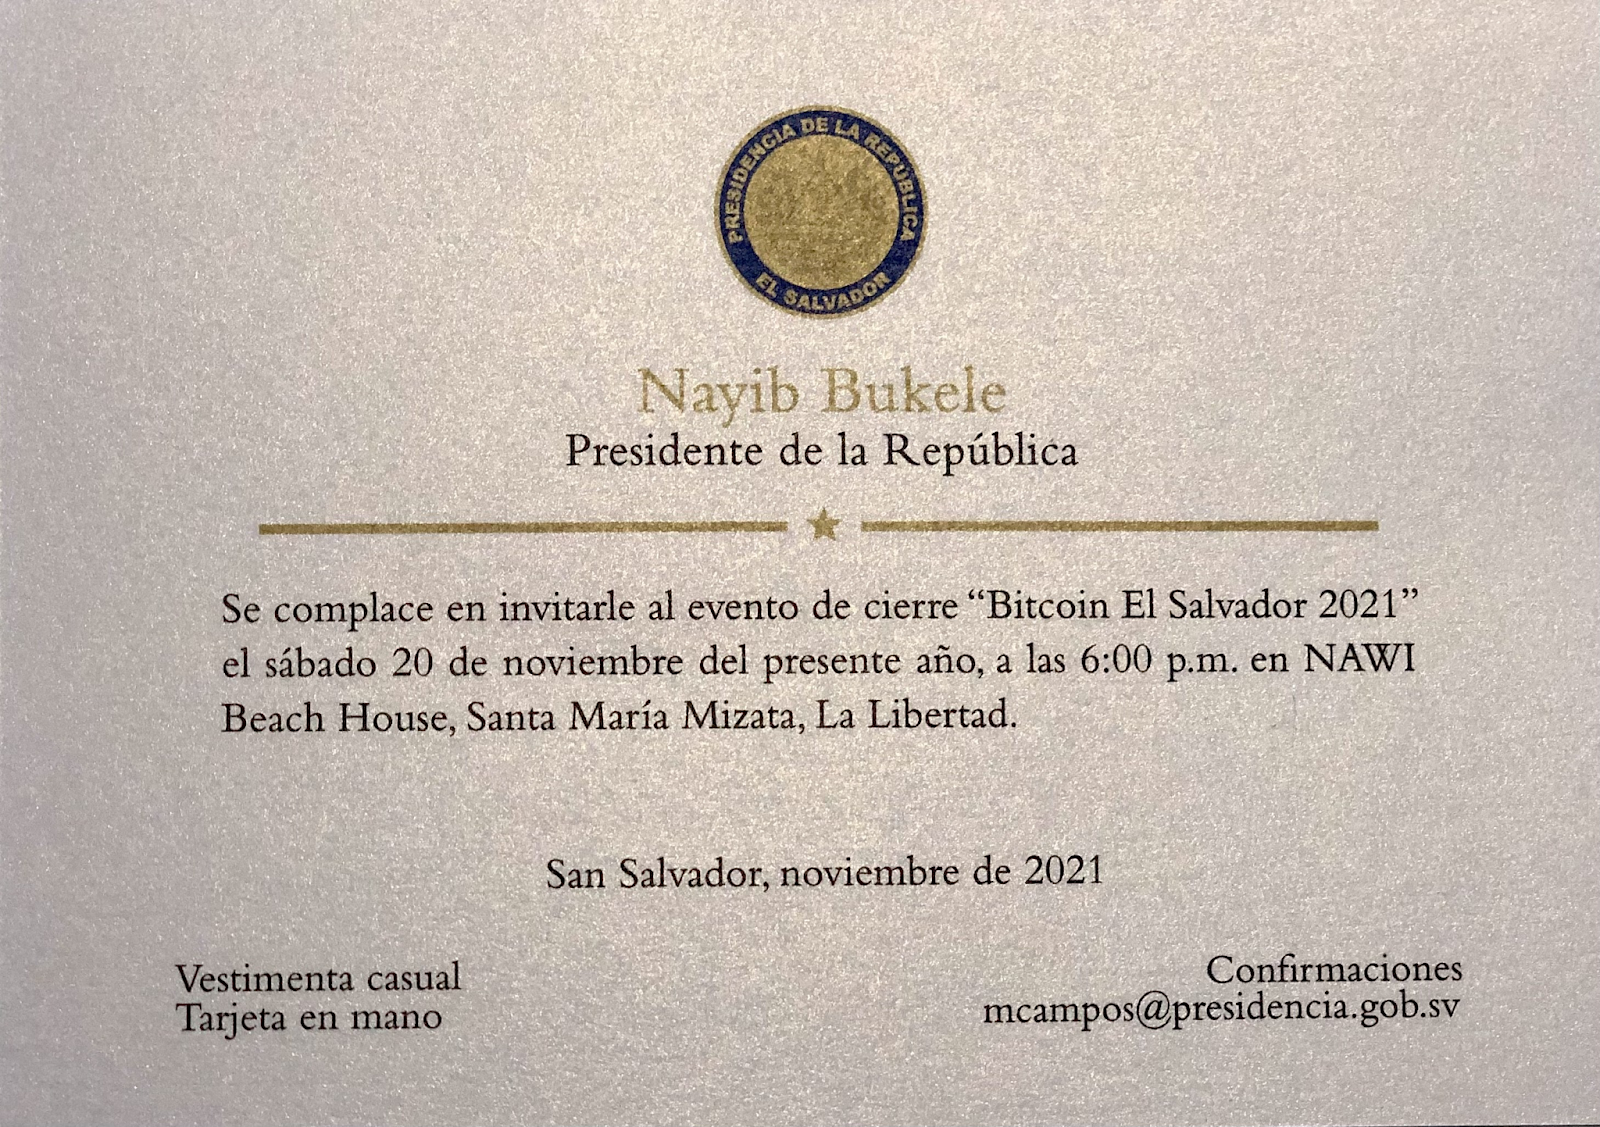 PRESIDENCIA DE LA REPÚBLICA
EL SALVADOR
Nayib Bukele
Presidente de la República
Se complace en invitarle al evento de cierre “Bitcoin El Salvador 2021”
el sábado 20 de noviembre del presente año, a las 6:00 p.m. en NAWI
Beach House, Santa María Mizata, La Libertad.
San Salvador, noviembre de 2021
Vestimenta casual
Tarjeta en mano
Confirmaciones
mcampos@presidencia.gob.sv